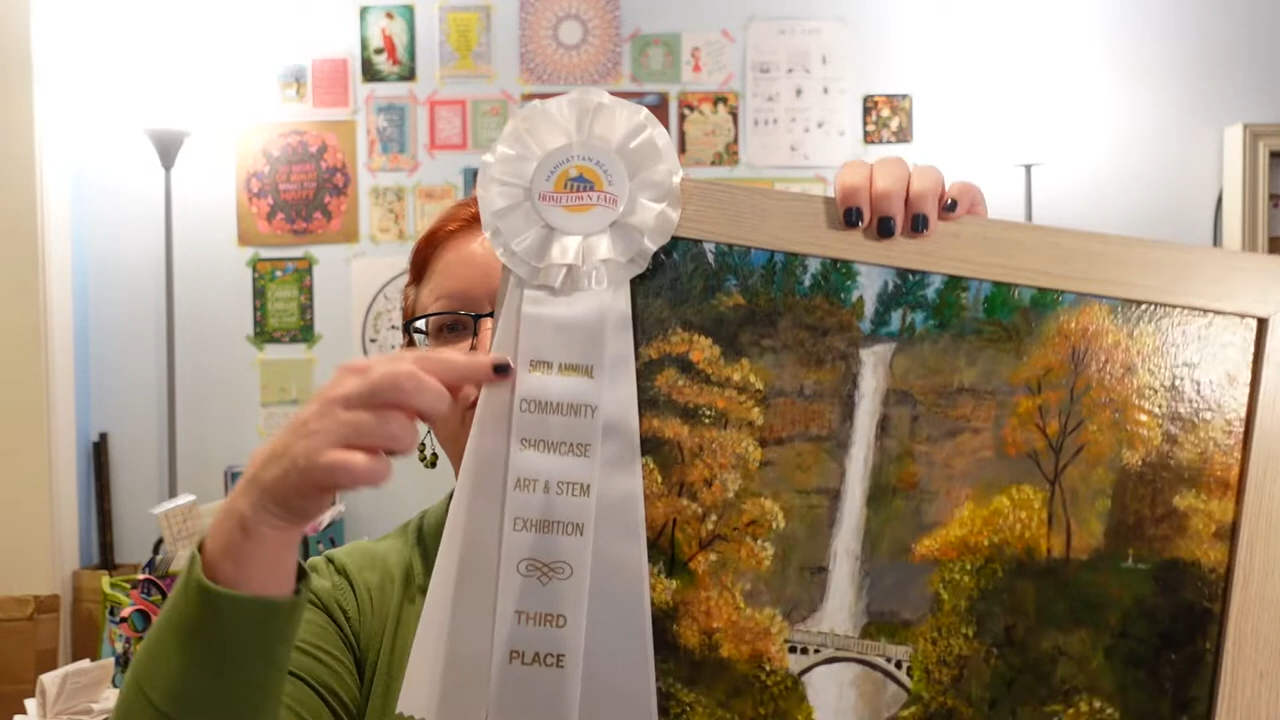 MANHATTAN BEACH
HOMETOWN FAIR
50TH ANNUAL
COMMUNITY
SHOWCASE
ART & STEM
EXHIBITION
THIRD
PLACE